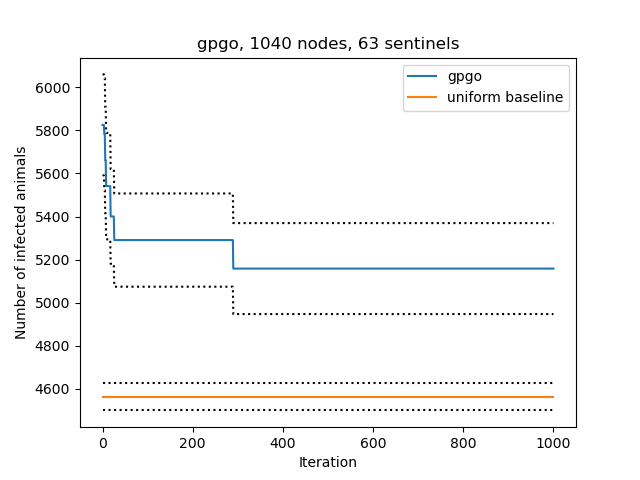 gpgo, 1040 nodes, 63 sentinels
gpgo
uniform baseline
Number of infected animals
6000
5800
5600
5400
5200
5000
4800
4600
0 200 400 600 800 1000
Iteration